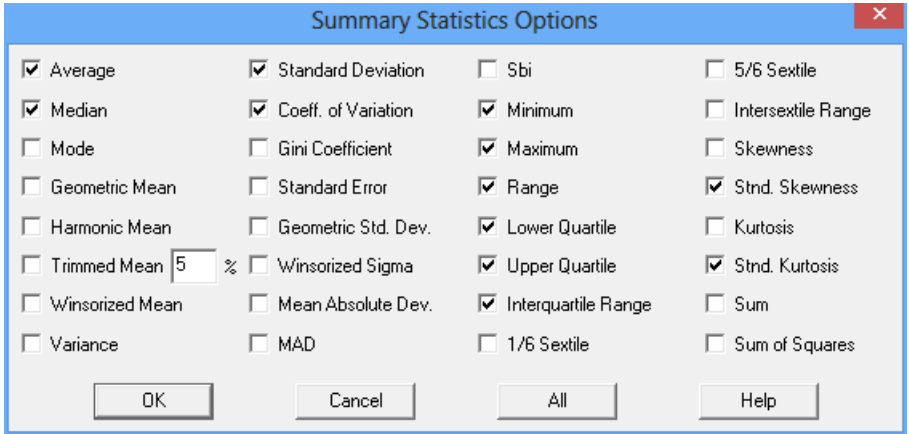 Summary Statistics Options
Average Standard Deviation Sbi 5/6 Sextile
Median Coeff. of Variation Minimum Intersextile Range
Mode Gini Coefficient Maximum Skewness
Geometric Mean Standard Error Range Stnd. Skewness
Harmonic Mean Geometric Std. Dev. Lower Quartile Kurtosis
Trimmed Mean 5 % Winsorized Sigma Upper Quartile Stnd. Kurtosis
Winsorized Mean Mean Absolute Dev. Interquartile Range Sum
Variance MAD 1/6 Sextile Sum of Squares
OK Cancel All Help